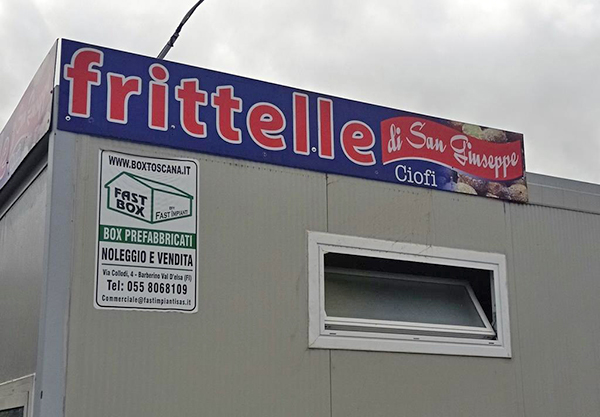 frittelle
di San Giuseppe
Ciofi
WWW.BOXTOSCANA.IT
FAST BOX
BY FAST IMPIANTI
BOX PREFABBRICATI
NOLEGGIO E VENDITA
Via Collodi, 4 - Barberino Val D'elsa (FI)
Tel: 055 8068109
Commerciale@fastimpiantisas.it